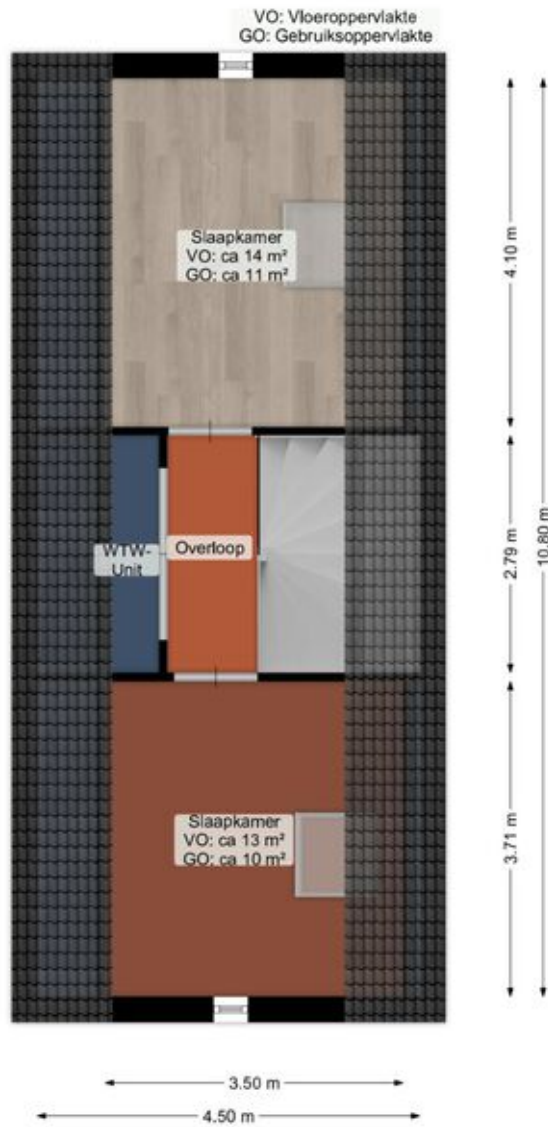 VO: Vloeroppervlakte
GO: Gebruiksoppervlakte
Slaapkamer
VO: ca 14 m²
GO: ca 11 m²
4.10 m
WTW-
Unit
Overloop
2.79 m
10.80 m
Slaapkamer
VO: ca 13 m²
GO: ca 10 m²
3.71 m
3.50 m
4.50 m